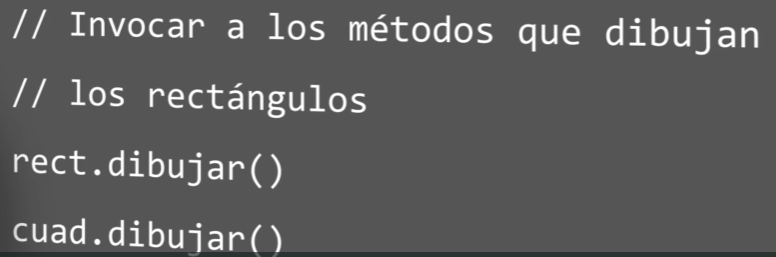 // Invocar a los métodos que dibujan
// los rectángulos
rect.dibujar()
cuad.dibujar()